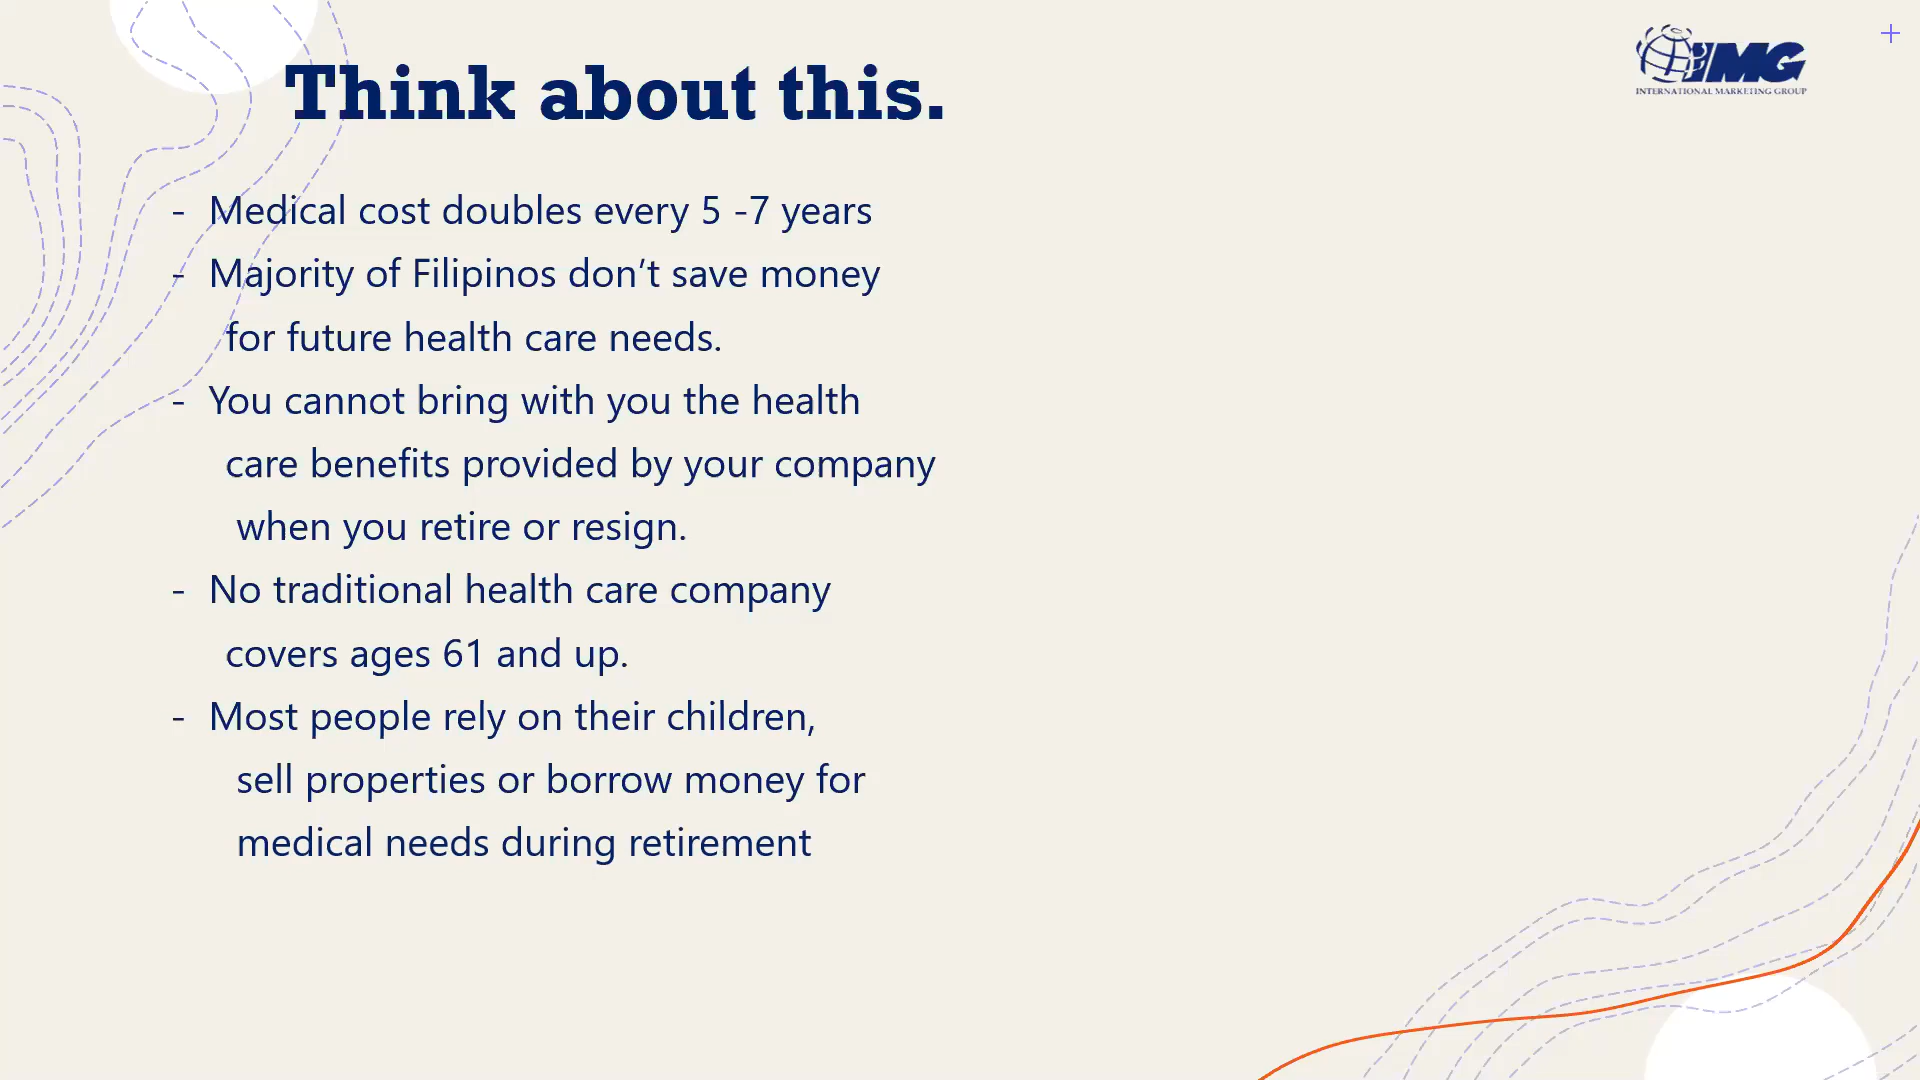 IMG
INTERNATIONAL MARKETING GROUP
Think about this.
- Medical cost doubles every 5 -7 years
- Majority of Filipinos don’t save money
for future health care needs.
- You cannot bring with you the health
care benefits provided by your company
when you retire or resign.
- No traditional health care company
covers ages 61 and up.
- Most people rely on their children,
sell properties or borrow money for
medical needs during retirement